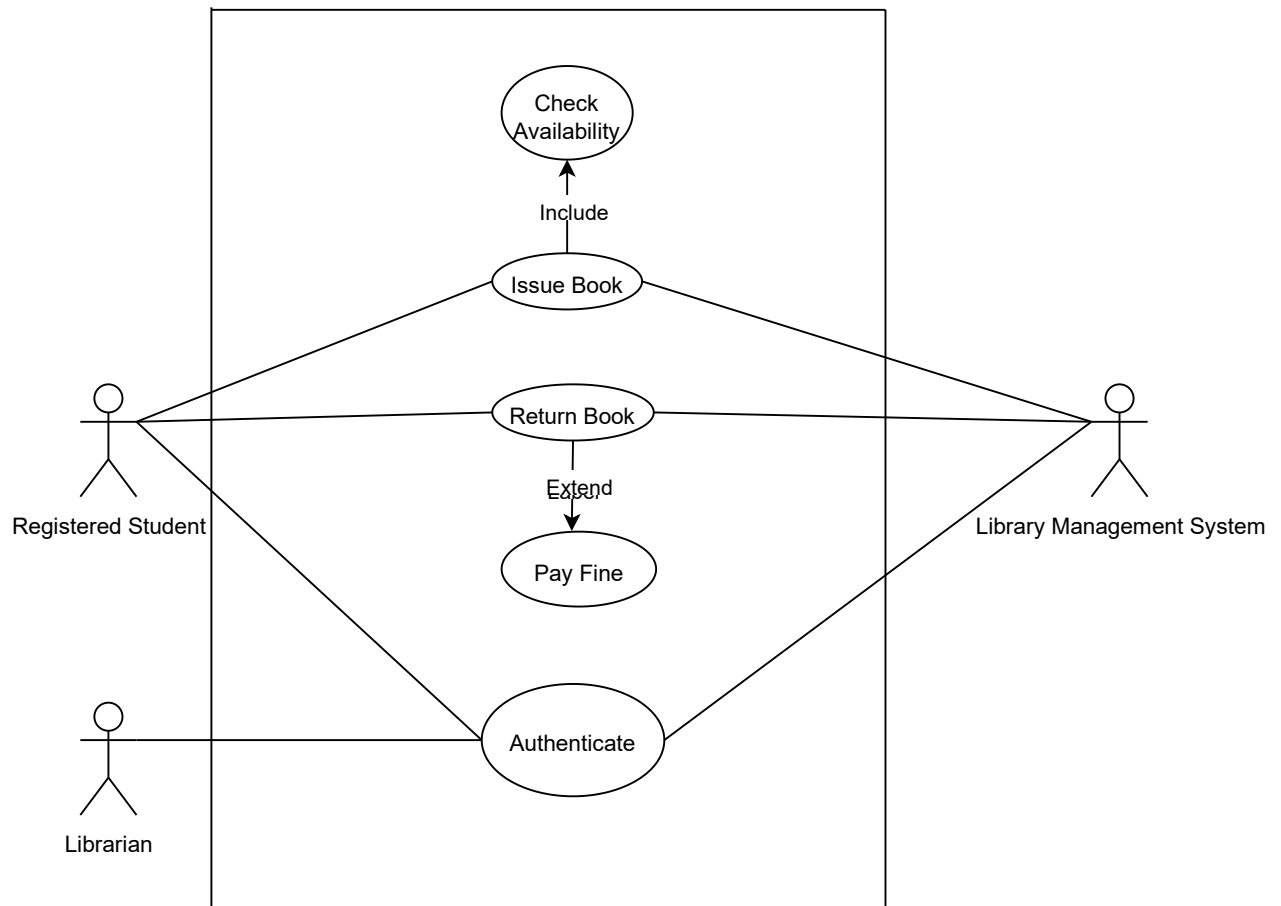 Check
Availability
Include
Issue Book
Return Book
Extend
Pay Fine
Registered Student
Library Management System
Authenticate
Librarian